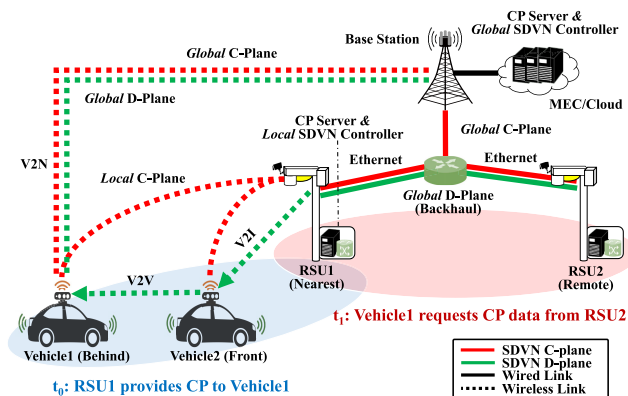 CP Server &
Global SDVN Controller
Base Station
Global C-Plane
Global D-Plane
MEC/Cloud
CP Server &
Local SDVN Controller
Global C-Plane
V2N
Ethernet
Ethernet
Local C-Plane
Global D-Plane
(Backhaul)
V2I
V2V
RSU1
(Nearest)
RSU2
(Remote)
t₁: Vehicle1 requests CP data from RSU2
Vehicle1 (Behind)
Vehicle2 (Front)
t₀: RSU1 provides CP to Vehicle1
SDVN C-plane
SDVN D-plane
Wired Link
Wireless Link